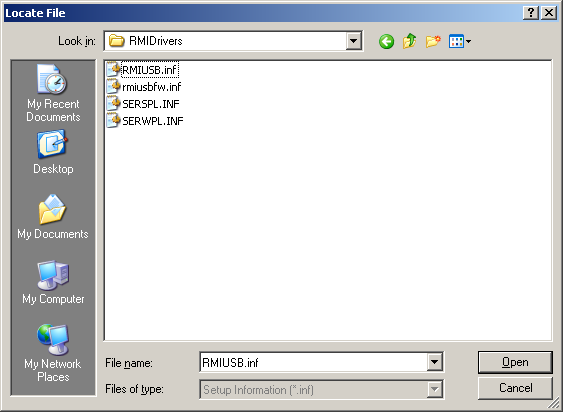 Locate File
Look in:
RMIDrivers
My Recent
Documents
Desktop
My Documents
My Computer
My Network
Places
RMIUSB.inf
rmiusbfw.inf
SERSPL.INF
SERWPL.INF
File name:
RMIUSB.inf
Open
Files of type:
Setup Information (*.inf)
Cancel